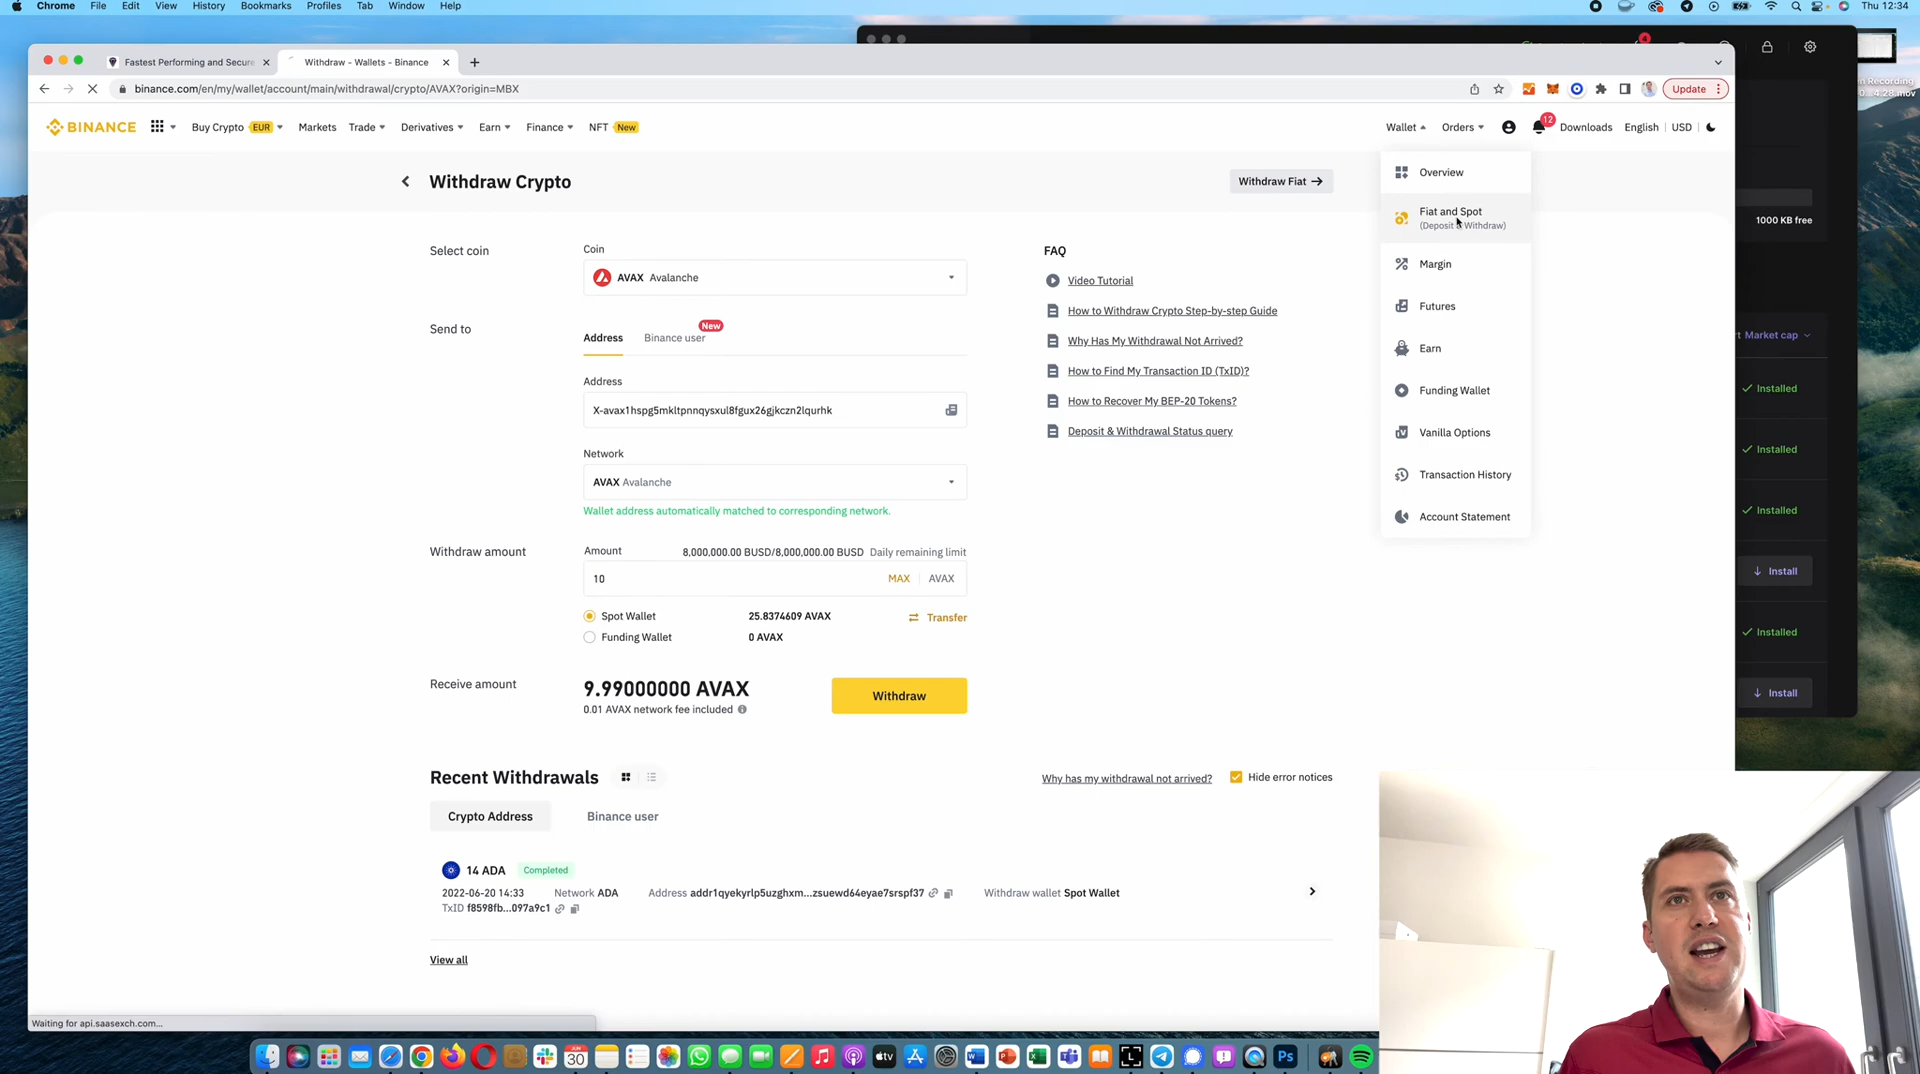 Chrome File Edit View History Bookmarks Profiles Tab Window Help Thu 12:34
Fastest Performing and Secure
Withdraw - Wallets - Binance
4
binance.com/en/my/wallet/account/main/withdrawal/crypto/AVAX?origin=MBX
Update
BINANCE Buy Crypto EUR Markets Trade Derivatives Earn Finance NFT New
Wallet Orders 12 Downloads English USD
Withdraw Crypto
Withdraw Fiat →
Select coin
Coin
AVAX Avalanche
Send to
Address Binance user New
Address
X-avax1hspg5mkltpnnqysxul8fgux26gjkczn2lqurhk
Network
AVAX Avalanche
Wallet address automatically matched to corresponding network.
Withdraw amount
Amount 8,000,000.00 BUSD/8,000,000.00 BUSD Daily remaining limit
10 MAX AVAX
Spot Wallet 25.8374609 AVAX Transfer
Funding Wallet 0 AVAX
Receive amount
9.99000000 AVAX
0.01 AVAX network fee included
Withdraw
FAQ
Video Tutorial
How to Withdraw Crypto Step-by-step Guide
Why Has My Withdrawal Not Arrived?
How to Find My Transaction ID (TxID)?
How to Recover My BEP-20 Tokens?
Deposit & Withdrawal Status query
Overview
Fiat and Spot
(Deposit & Withdraw)
Margin
Futures
Earn
Funding Wallet
Vanilla Options
Transaction History
Account Statement
1000 KB free
Market cap
Installed
Installed
Installed
Install
Installed
Install
Recent Withdrawals
Why has my withdrawal not arrived?
Hide error notices
Crypto Address Binance user
14 ADA Completed
2022-06-20 14:33 Network ADA Address addr1qyekyrlp5uzghxm...zsuewd64eyae7srspf37 Withdraw wallet Spot Wallet
TxID f8598fb...097a9c1
View all
Waiting for api.saasexch.com...
JUN
30
tv